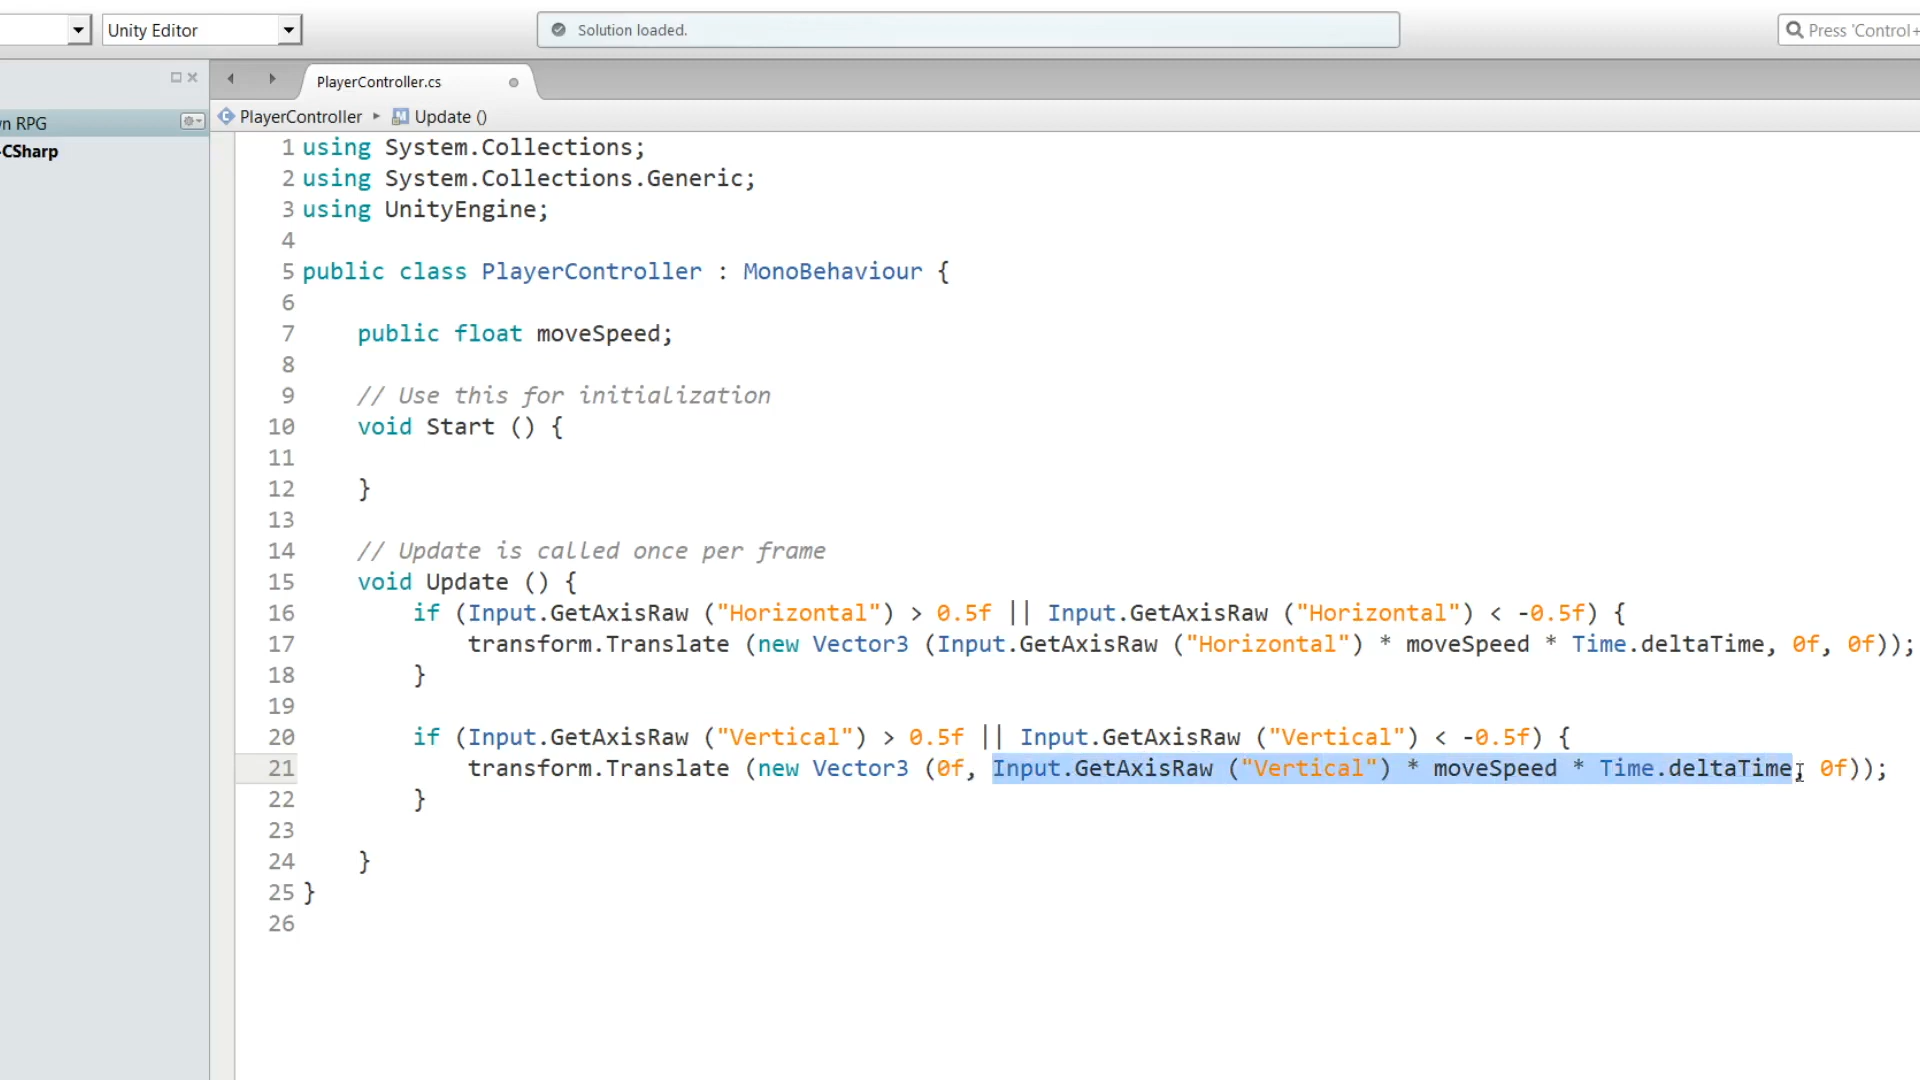 Unity Editor
Solution loaded.
Press 'Control+
PlayerController.cs
PlayerController
Update ()
n RPG
-CSharp
1 using System.Collections;
2 using System.Collections.Generic;
3 using UnityEngine;
4
5 public class PlayerController : MonoBehaviour {
6
7 public float moveSpeed;
8
9 // Use this for initialization
10 void Start () {
11
12 }
13
14 // Update is called once per frame
15 void Update () {
16 if (Input.GetAxisRaw ("Horizontal") > 0.5f || Input.GetAxisRaw ("Horizontal") < -0.5f) {
17 transform.Translate (new Vector3 (Input.GetAxisRaw ("Horizontal") * moveSpeed * Time.deltaTime, 0f, 0f));
18 }
19
20 if (Input.GetAxisRaw ("Vertical") > 0.5f || Input.GetAxisRaw ("Vertical") < -0.5f) {
21 transform.Translate (new Vector3 (0f, Input.GetAxisRaw ("Vertical") * moveSpeed * Time.deltaTime, 0f));
22 }
23
24 }
25 }
26